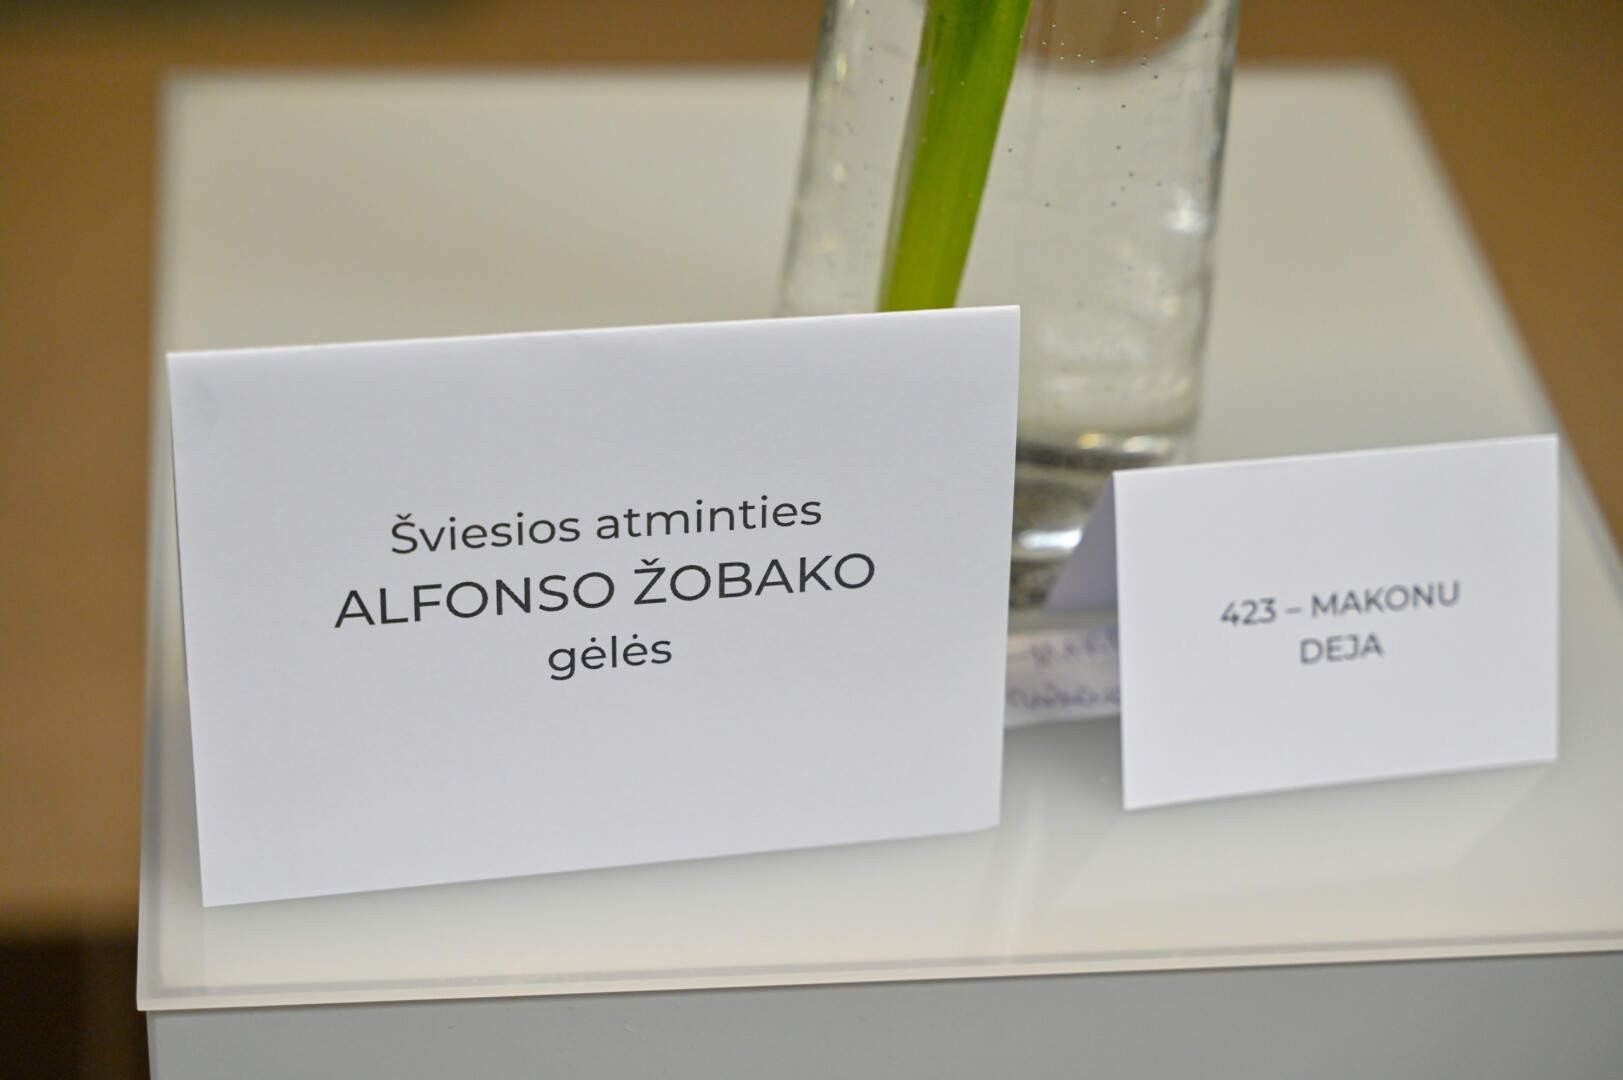 Šviesios atminties
ALFONSO ŽOBAKO
gėlės
423 – MAKONU
DEJA